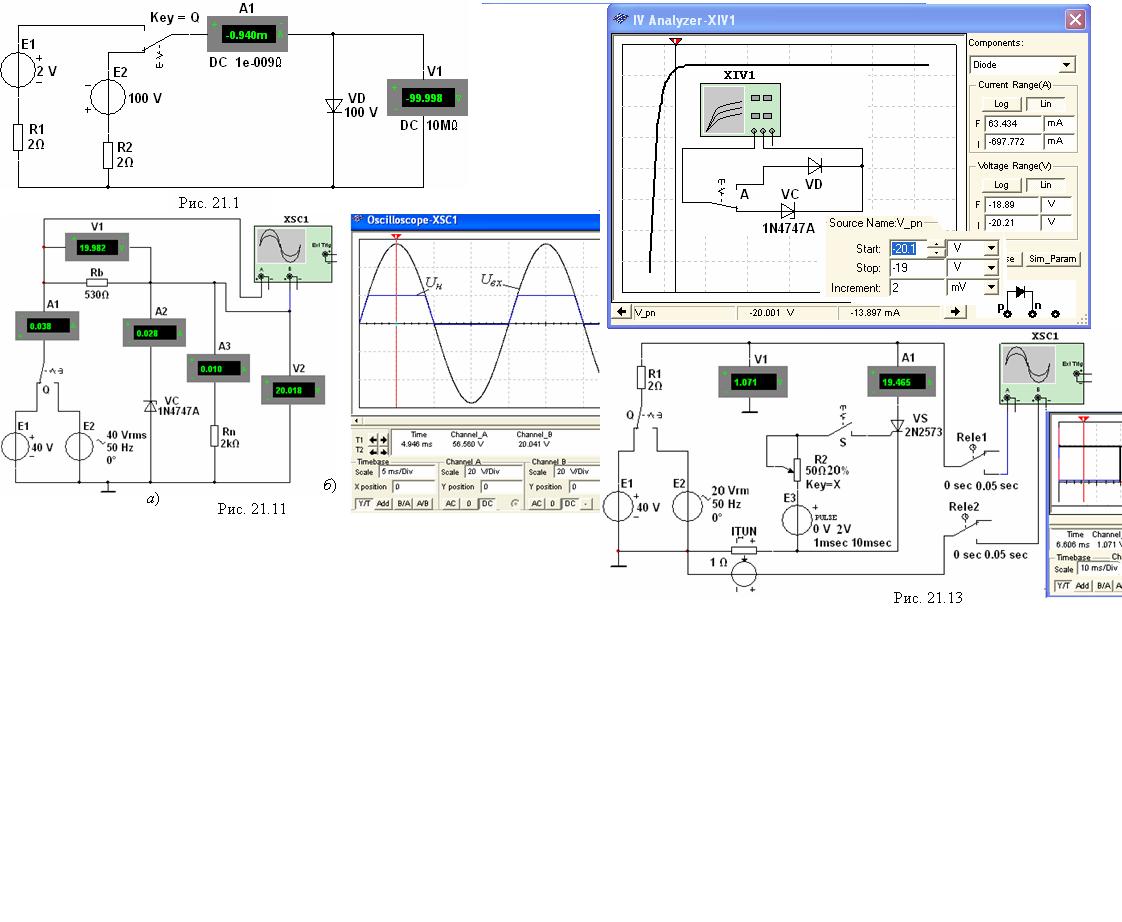 Key = Q
A1
E1
-0.940m
+
2 V
−
E2
DC 1e-009Ω
100 V
R1
2Ω
R2
2Ω
VD
100 V
V1
-99.998
DC 10MΩ
Рис. 21.1
V1
19.982
XSC1
Ext Trig
A B
Rb
530Ω
A1
0.038
A2
0.028
A3
0.010
V2
20.018
Q
VC
1N4747A
Rn
2kΩ
E1
40 V
E2
40 Vrms
50 Hz
0°
а)
Рис. 21.11
б)
Oscilloscope-XSC1
Uн
Uвх
T1
T2
Time Channel_A Channel_B
4.946 ms 56.560 V 20.041 V
Timebase Channel A Channel B
Scale 5 ms/Div Scale 20 V/Div Scale 20 V/Div
X position 0 Y position 0 Y position 0
Y/T Add B/A A/B AC 0 DC AC 0 DC -
IV Analyzer-XIV1
XIV1
A
VD
VC
1N4747A
Components:
Diode
Current Range(A)
Log Lin
F 63.434 mA
I -697.772 mA
Voltage Range(V)
Log Lin
F -18.89 V
I -20.21 V
Source Name:V_pn
Start: -20.1 V
Stop: -19 V
Increment: 2 mV
se Sim_Param
p n
V_pn -20.001 V -13.897 mA
R1
2Ω
V1
1.071
A1
19.465
XSC1
Ext Trig
A B
Q
S
VS
2N2573
R2
50Ω20%
Key=X
E3
PULSE
0 V 2V
1msec 10msec
E1
40 V
E2
20 Vrm
50 Hz
0°
ITUN
1 Ω
Rele1
0 sec 0.05 sec
Rele2
0 sec 0.05 sec
Time Channel_
6.606 ms 1.071 V
Timebase Ch
Scale 10 ms/Div
Y/T Add B/A A
Рис. 21.13